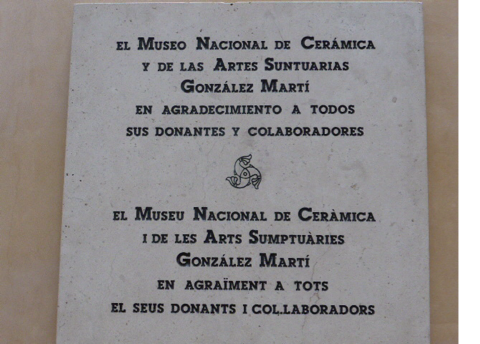 EL MUSEO NACIONAL DE CERÁMICA
Y DE LAS ARTES SUNTUARIAS
GONZÁLEZ MARTÍ
EN AGRADECIMIENTO A TODOS
SUS DONANTES Y COLABORADORES
EL MUSEU NACIONAL DE CERÀMICA
I DE LES ARTS SUMPTUÀRIES
GONZÁLEZ MARTÍ
EN AGRAÏMENT A TOTS
EL SEUS DONANTS I COL.LABORADORS